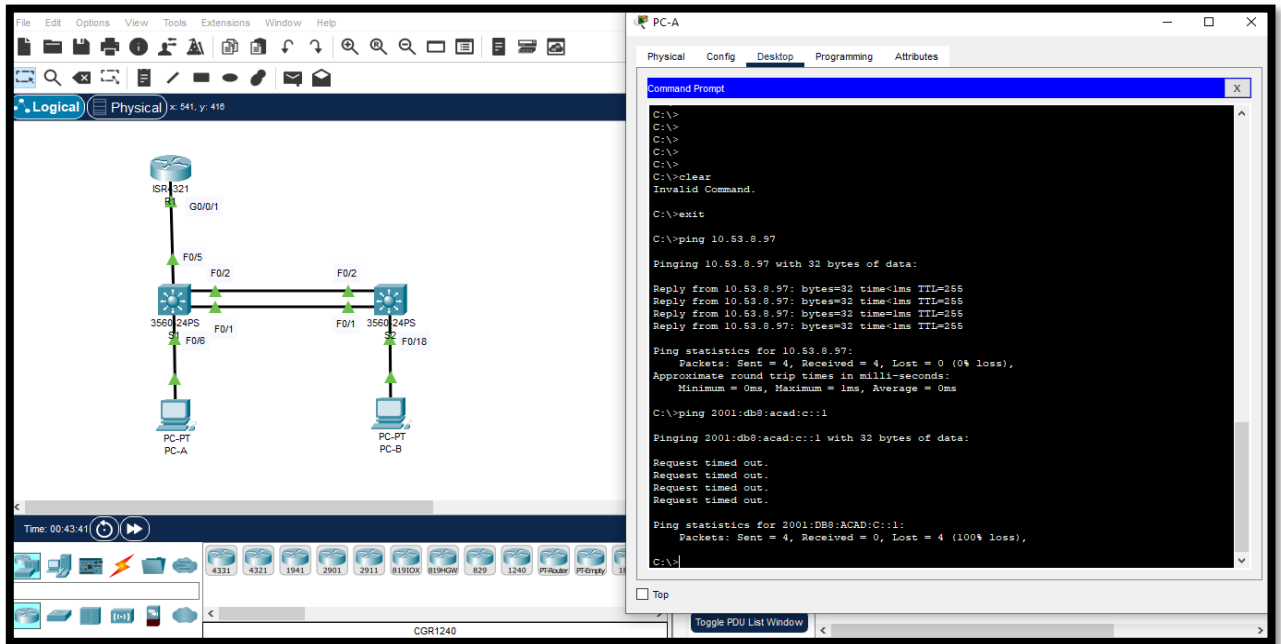 File Edit Options View Tools Extensions Window Help
Logical Physical x: 541, y: 416
ISR4321
R1
G0/0/1
F0/5
F0/2 F0/2
3560-24PS
S1
F0/1 F0/1
3560-24PS
S2
F0/6 F0/18
PC-PT
PC-A
PC-PT
PC-B
Time: 00:43:41
4331 4321 1941 2901 2911 819IOX 819HGW 829 1240 PT-Router PT-Empty
CGR1240
Toggle PDU List Window
PC-A
Physical Config Desktop Programming Attributes
Command Prompt X
C:\>
C:\>
C:\>
C:\>
C:\>
C:\>clear
Invalid Command.
C:\>exit
C:\>ping 10.53.8.97
Pinging 10.53.8.97 with 32 bytes of data:
Reply from 10.53.8.97: bytes=32 time<1ms TTL=255
Reply from 10.53.8.97: bytes=32 time<1ms TTL=255
Reply from 10.53.8.97: bytes=32 time=1ms TTL=255
Reply from 10.53.8.97: bytes=32 time<1ms TTL=255
Ping statistics for 10.53.8.97:
Packets: Sent = 4, Received = 4, Lost = 0 (0% loss),
Approximate round trip times in milli-seconds:
Minimum = 0ms, Maximum = 1ms, Average = 0ms
C:\>ping 2001:db8:acad:c::1
Pinging 2001:db8:acad:c::1 with 32 bytes of data:
Request timed out.
Request timed out.
Request timed out.
Request timed out.
Ping statistics for 2001:DB8:ACAD:C::1:
Packets: Sent = 4, Received = 0, Lost = 4 (100% loss),
C:\>
Top